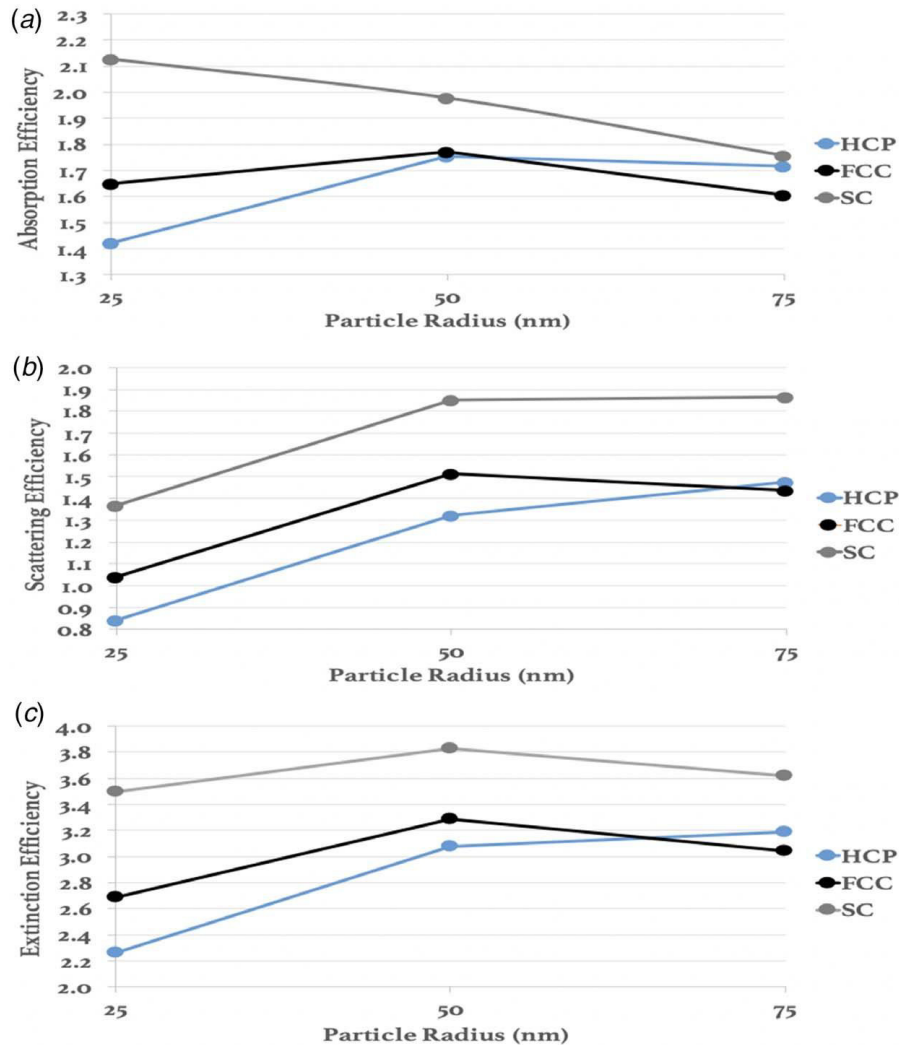 (a)
2.3
2.2
2.1
2.0
1.9
1.8
1.7
1.6
1.5
1.4
1.3
Absorption Efficiency
25 50 75
Particle Radius (nm)
HCP
FCC
SC
(b)
2.0
1.9
1.8
1.7
1.6
1.5
1.4
1.3
1.2
1.1
1.0
0.9
0.8
Scattering Efficiency
25 50 75
Particle Radius (nm)
HCP
FCC
SC
(c)
4.0
3.8
3.6
3.4
3.2
3.0
2.8
2.6
2.4
2.2
2.0
Extinction Efficiency
25 50 75
Particle Radius (nm)
HCP
FCC
SC